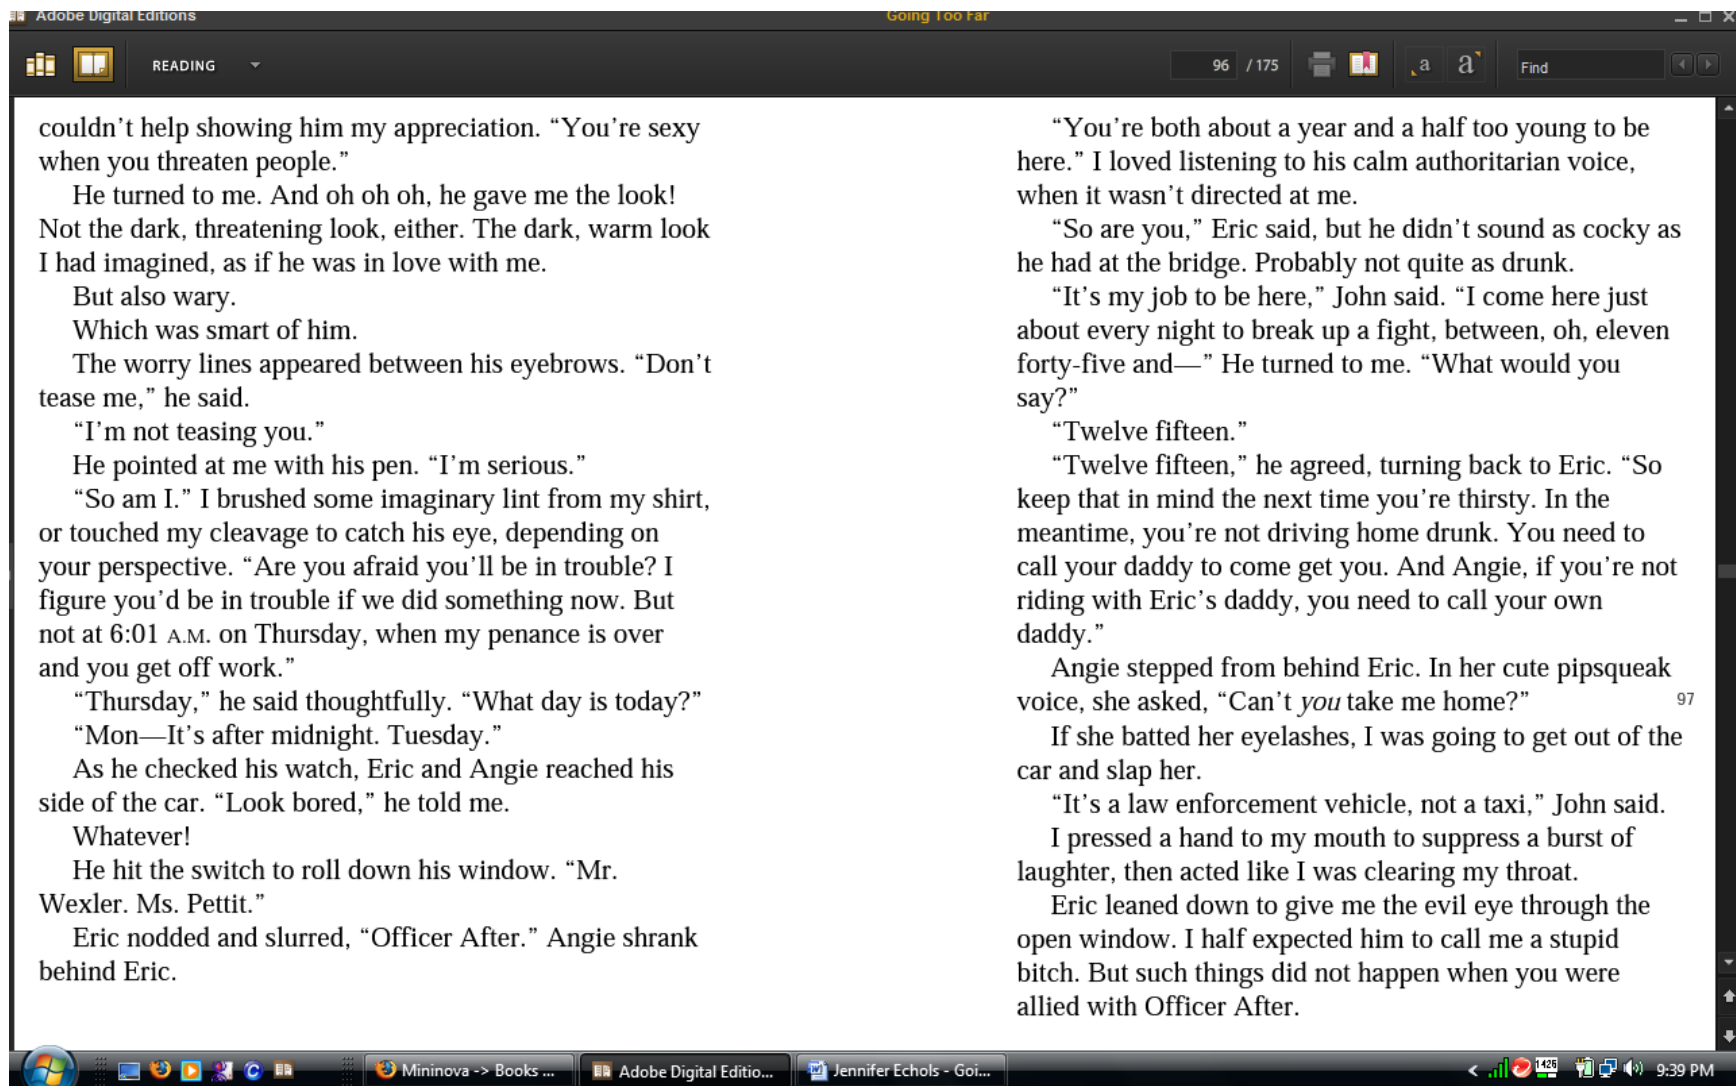 Adobe Digital Editions
Going Too Far
READING
96 / 175
a
a
Find
couldn’t help showing him my appreciation. “You’re sexy
when you threaten people.”
He turned to me. And oh oh oh, he gave me the look!
Not the dark, threatening look, either. The dark, warm look
I had imagined, as if he was in love with me.
But also wary.
Which was smart of him.
The worry lines appeared between his eyebrows. “Don’t
tease me,” he said.
“I’m not teasing you.”
He pointed at me with his pen. “I’m serious.”
“So am I.” I brushed some imaginary lint from my shirt,
or touched my cleavage to catch his eye, depending on
your perspective. “Are you afraid you’ll be in trouble? I
figure you’d be in trouble if we did something now. But
not at 6:01 A.M. on Thursday, when my penance is over
and you get off work.”
“Thursday,” he said thoughtfully. “What day is today?”
“Mon—It’s after midnight. Tuesday.”
As he checked his watch, Eric and Angie reached his
side of the car. “Look bored,” he told me.
Whatever!
He hit the switch to roll down his window. “Mr.
Wexler. Ms. Pettit.”
Eric nodded and slurred, “Officer After.” Angie shrank
behind Eric.
“You’re both about a year and a half too young to be
here.” I loved listening to his calm authoritarian voice,
when it wasn’t directed at me.
“So are you,” Eric said, but he didn’t sound as cocky as
he had at the bridge. Probably not quite as drunk.
“It’s my job to be here,” John said. “I come here just
about every night to break up a fight, between, oh, eleven
forty-five and—” He turned to me. “What would you
say?”
“Twelve fifteen.”
“Twelve fifteen,” he agreed, turning back to Eric. “So
keep that in mind the next time you’re thirsty. In the
meantime, you’re not driving home drunk. You need to
call your daddy to come get you. And Angie, if you’re not
riding with Eric’s daddy, you need to call your own
daddy.”
Angie stepped from behind Eric. In her cute pipsqueak
voice, she asked, “Can’t you take me home?”
97
If she batted her eyelashes, I was going to get out of the
car and slap her.
“It’s a law enforcement vehicle, not a taxi,” John said.
I pressed a hand to my mouth to suppress a burst of
laughter, then acted like I was clearing my throat.
Eric leaned down to give me the evil eye through the
open window. I half expected him to call me a stupid
bitch. But such things did not happen when you were
allied with Officer After.
Mininova -> Books ...
Adobe Digital Editio...
Jennifer Echols - Goi...
1425
9:39 PM